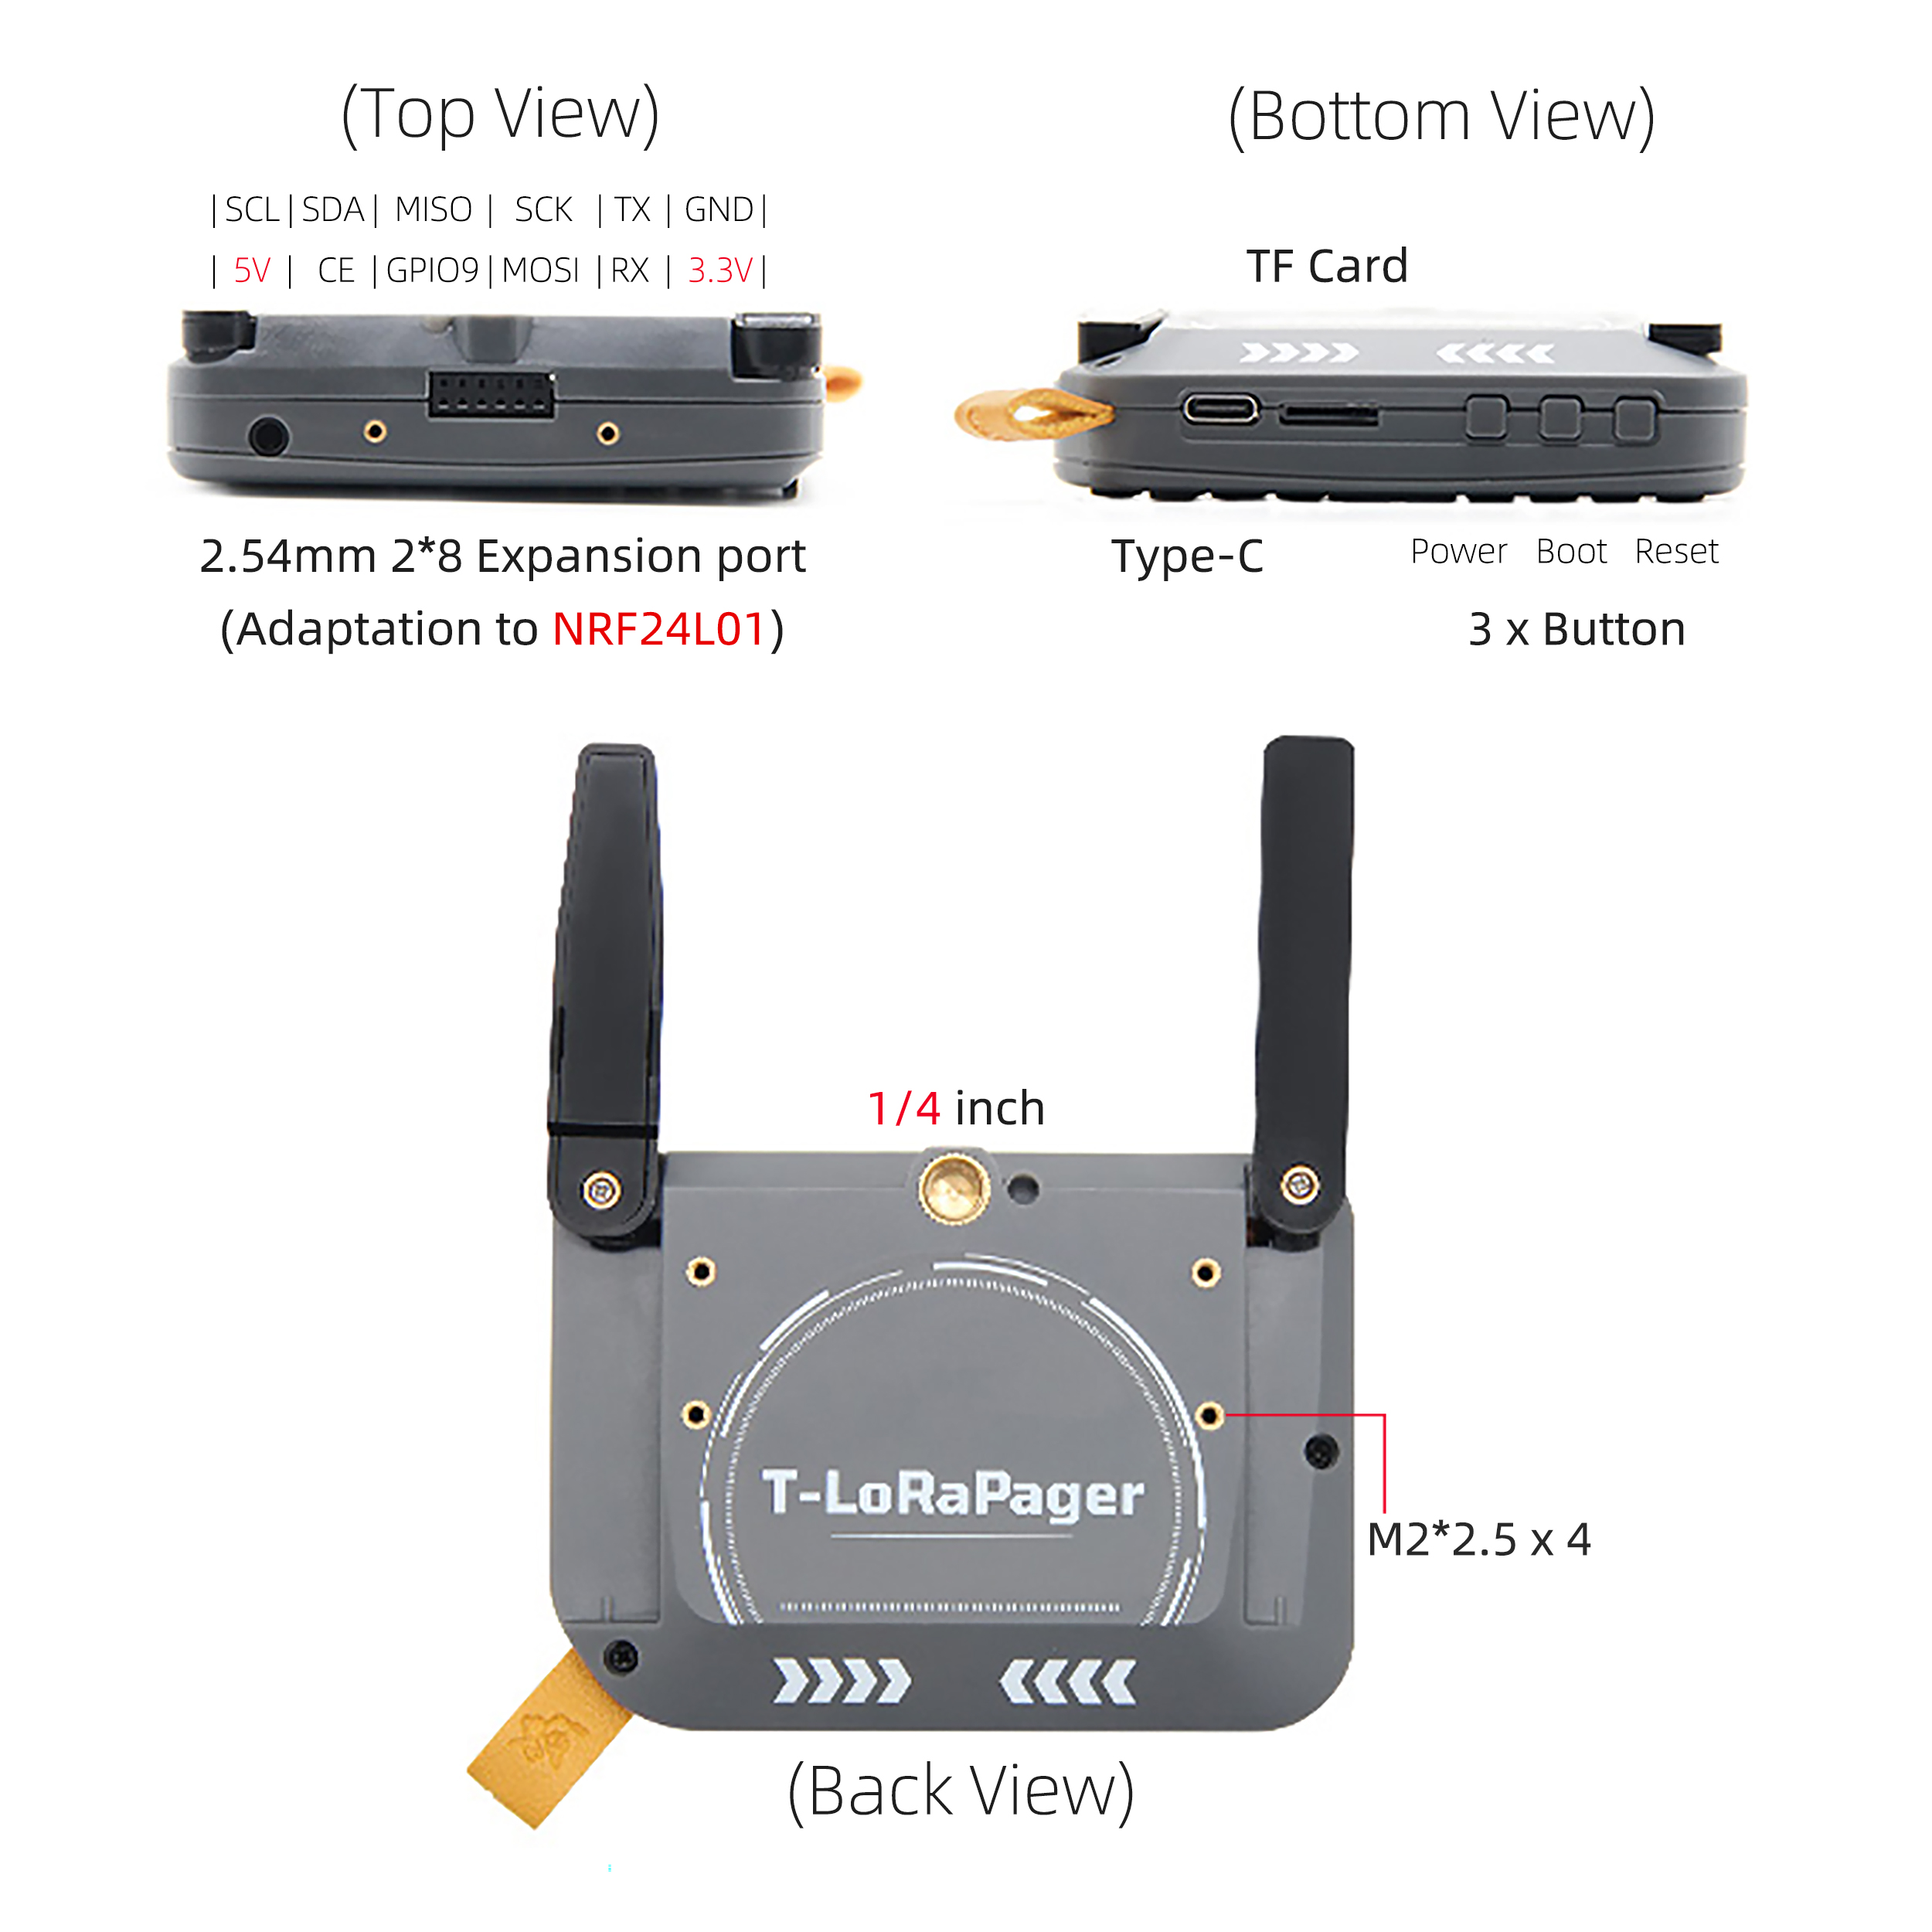 (Top View)
|SCL|SDA| MISO | SCK | TX | GND|
| 5V | CE |GPIO9|MOSI |RX | 3.3V|
2.54mm 2*8 Expansion port
(Adaptation to NRF24L01)
(Bottom View)
TF Card
Type-C
Power Boot Reset
3 x Button
1/4 inch
T-LoRaPager
M2*2.5 x 4
(Back View)